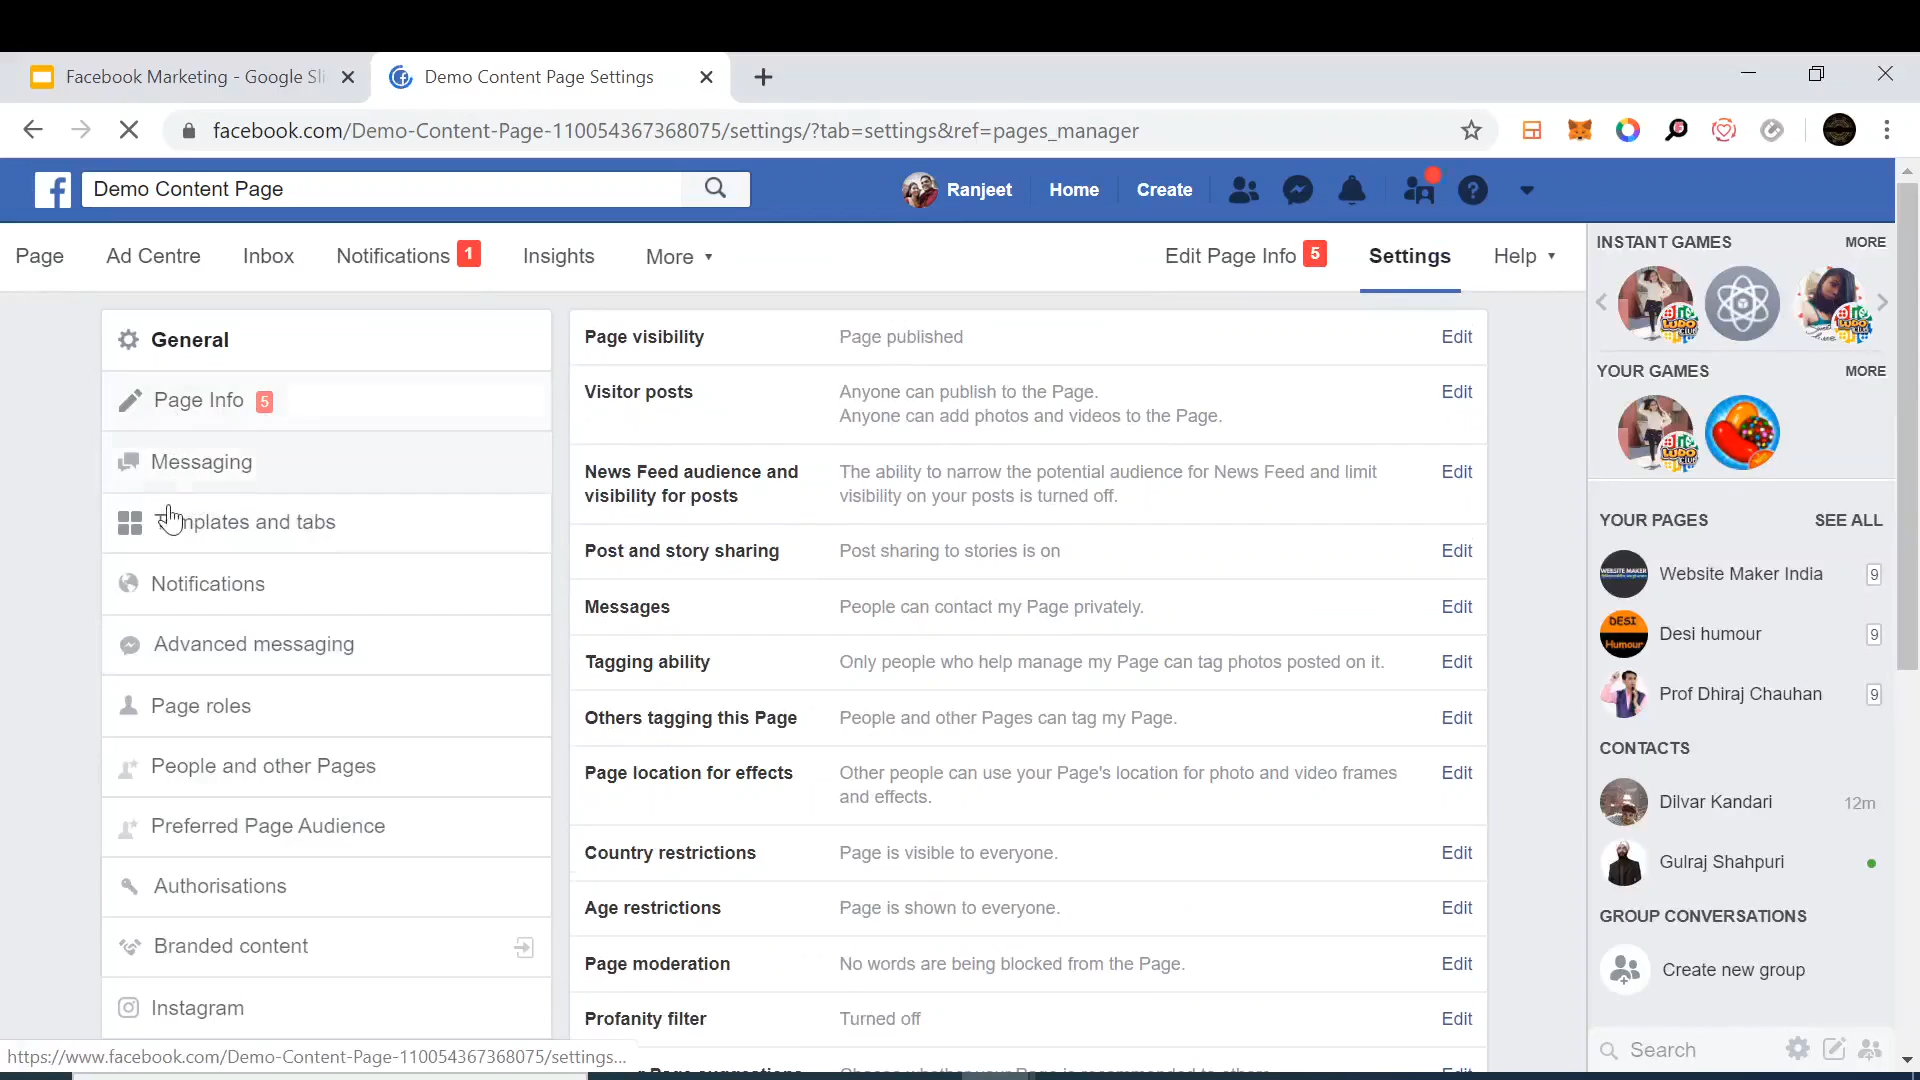 Facebook Marketing - Google Sli
Demo Content Page Settings
facebook.com/Demo-Content-Page-110054367368075/settings/?tab=settings&ref=pages_manager
Demo Content Page
Ranjeet
Home
Create
Page
Ad Centre
Inbox
Notifications 1
Insights
More
Edit Page Info 5
Settings
Help
General
Page Info 5
Messaging
mplates and tabs
Notifications
Advanced messaging
Page roles
People and other Pages
Preferred Page Audience
Authorisations
Branded content
Instagram
https://www.facebook.com/Demo-Content-Page-110054367368075/settings...
Page visibility
Page published
Edit
Visitor posts
Anyone can publish to the Page.
Anyone can add photos and videos to the Page.
Edit
News Feed audience and
visibility for posts
The ability to narrow the potential audience for News Feed and limit
visibility on your posts is turned off.
Edit
Post and story sharing
Post sharing to stories is on
Edit
Messages
People can contact my Page privately.
Edit
Tagging ability
Only people who help manage my Page can tag photos posted on it.
Edit
Others tagging this Page
People and other Pages can tag my Page.
Edit
Page location for effects
Other people can use your Page's location for photo and video frames
and effects.
Edit
Country restrictions
Page is visible to everyone.
Edit
Age restrictions
Page is shown to everyone.
Edit
Page moderation
No words are being blocked from the Page.
Edit
Profanity filter
Turned off
Edit
INSTANT GAMES
MORE
LUDO
LUDO
YOUR GAMES
MORE
LUDO
YOUR PAGES
SEE ALL
WEBSITE MAKER
Website Maker India
9
DESI
Humour
Desi humour
9
Prof Dhiraj Chauhan
9
CONTACTS
Dilvar Kandari
12m
Gulraj Shahpuri
GROUP CONVERSATIONS
Create new group
Search